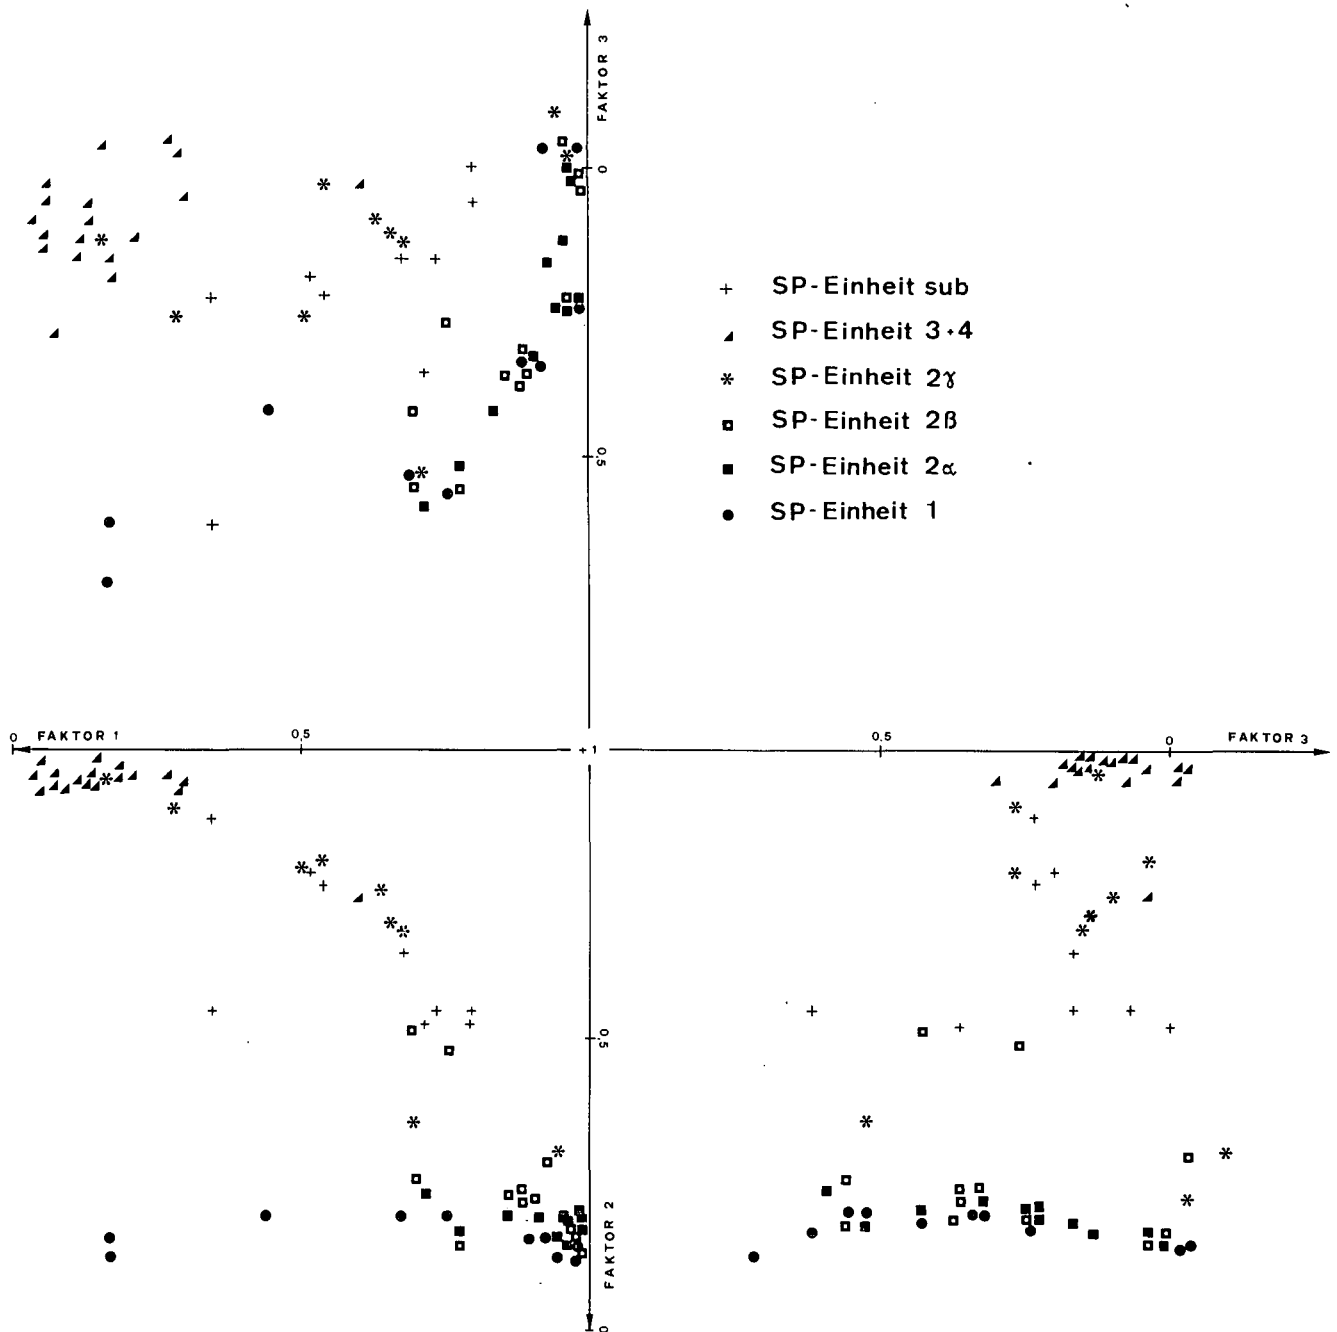 FAKTOR 3
0
0,5
SP-Einheit sub
SP-Einheit 3+4
SP-Einheit 2γ
SP-Einheit 2β
SP-Einheit 2α
SP-Einheit 1
0 FAKTOR 1 0,5 +1 0,5 0 FAKTOR 3
0,5
FAKTOR 2
0